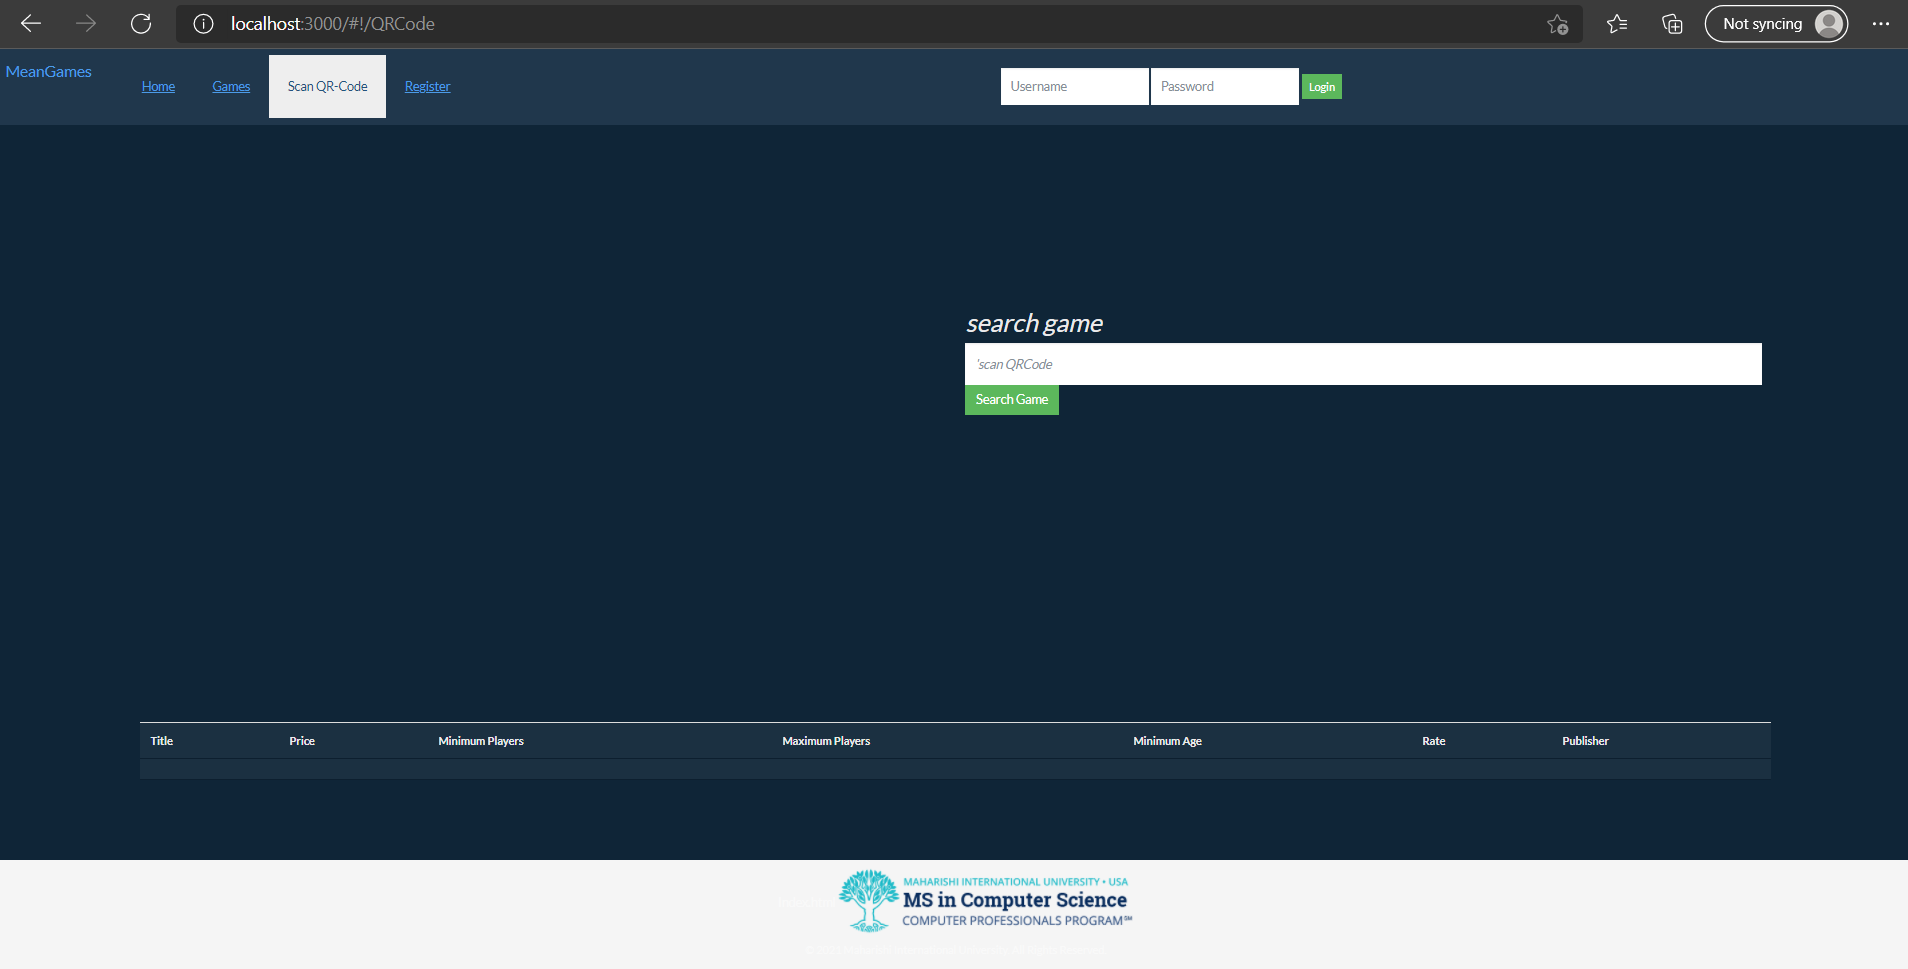 localhost:3000/#!/QRCode
Not syncing
MeanGames
Home
Games
Scan QR-Code
Register
Username
Password
Login
search game
'scan QRCode
Search Game
Title Price Minimum Players Maximum Players Minimum Age Rate Publisher
MAHARISHI INTERNATIONAL UNIVERSITY • USA
MS in Computer Science
COMPUTER PROFESSIONALS PROGRAM℠